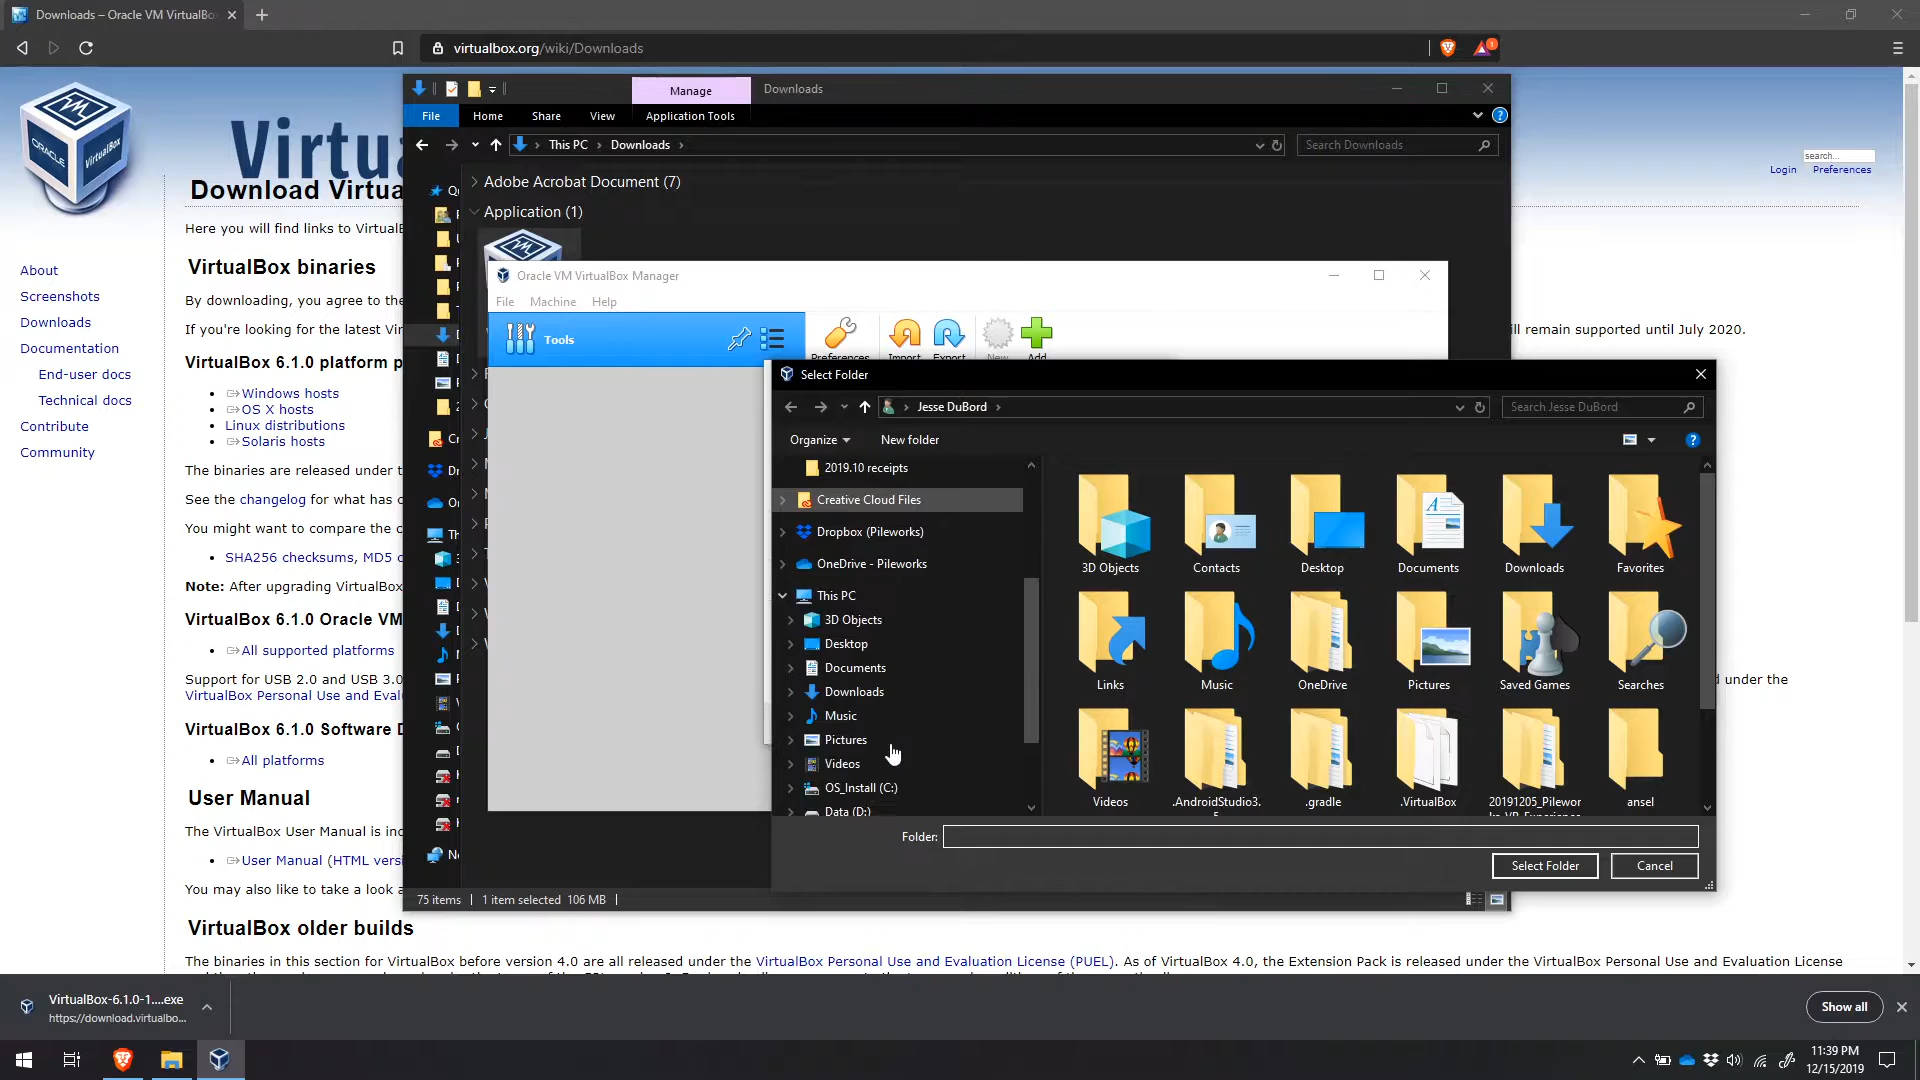 Downloads – Oracle VM VirtualBo
virtualbox.org/wiki/Downloads
1
ORACLE
VirtualBox
Virtu
search...
Login
Preferences
About
Screenshots
Downloads
Documentation
End-user docs
Technical docs
Contribute
Community
Download Virtua
Here you will find links to VirtualB
VirtualBox binaries
By downloading, you agree to the
If you're looking for the latest Vir
ill remain supported until July 2020.
VirtualBox 6.1.0 platform p
Windows hosts
OS X hosts
Linux distributions
Solaris hosts
The binaries are released under t
See the changelog for what has c
You might want to compare the c
SHA256 checksums, MD5 c
Note: After upgrading VirtualBox
VirtualBox 6.1.0 Oracle VM
All supported platforms
Support for USB 2.0 and USB 3.0
d under the
VirtualBox Personal Use and Eval
VirtualBox 6.1.0 Software D
All platforms
User Manual
The VirtualBox User Manual is inc
User Manual (HTML versi
You may also like to take a look a
VirtualBox older builds
The binaries in this section for VirtualBox before version 4.0 are all released under the VirtualBox Personal Use and Evaluation License (PUEL). As of VirtualBox 4.0, the Extension Pack is released under the VirtualBox Personal Use and Evaluation License
Manage
Downloads
File
Home
Share
View
Application Tools
This PC
Downloads
Search Downloads
Adobe Acrobat Document (7)
Application (1)
75 items
1 item selected 106 MB
Oracle VM VirtualBox Manager
File
Machine
Help
Tools
Preferences
Import
Export
New
Add
Select Folder
Jesse DuBord
Search Jesse DuBord
Organize
New folder
2019.10 receipts
Creative Cloud Files
Dropbox (Pileworks)
OneDrive - Pileworks
This PC
3D Objects
Desktop
Documents
Downloads
Music
Pictures
Videos
OS_Install (C:)
Data (D:)
3D Objects
Contacts
Desktop
Documents
Downloads
Favorites
Links
Music
OneDrive
Pictures
Saved Games
Searches
Videos
.AndroidStudio3.
5
.gradle
.VirtualBox
20191205_Pilewor
ks_VR_Experience
ansel
Folder:
Select Folder
Cancel
VirtualBox-6.1.0-1....exe
https://download.virtualbo...
Show all
11:39 PM
12/15/2019